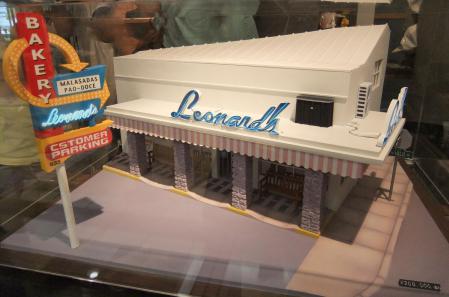 BAKERY
MALASADAS
PAO-DOCE
Leonard's
CSTOMER
PARKING
Leonard's